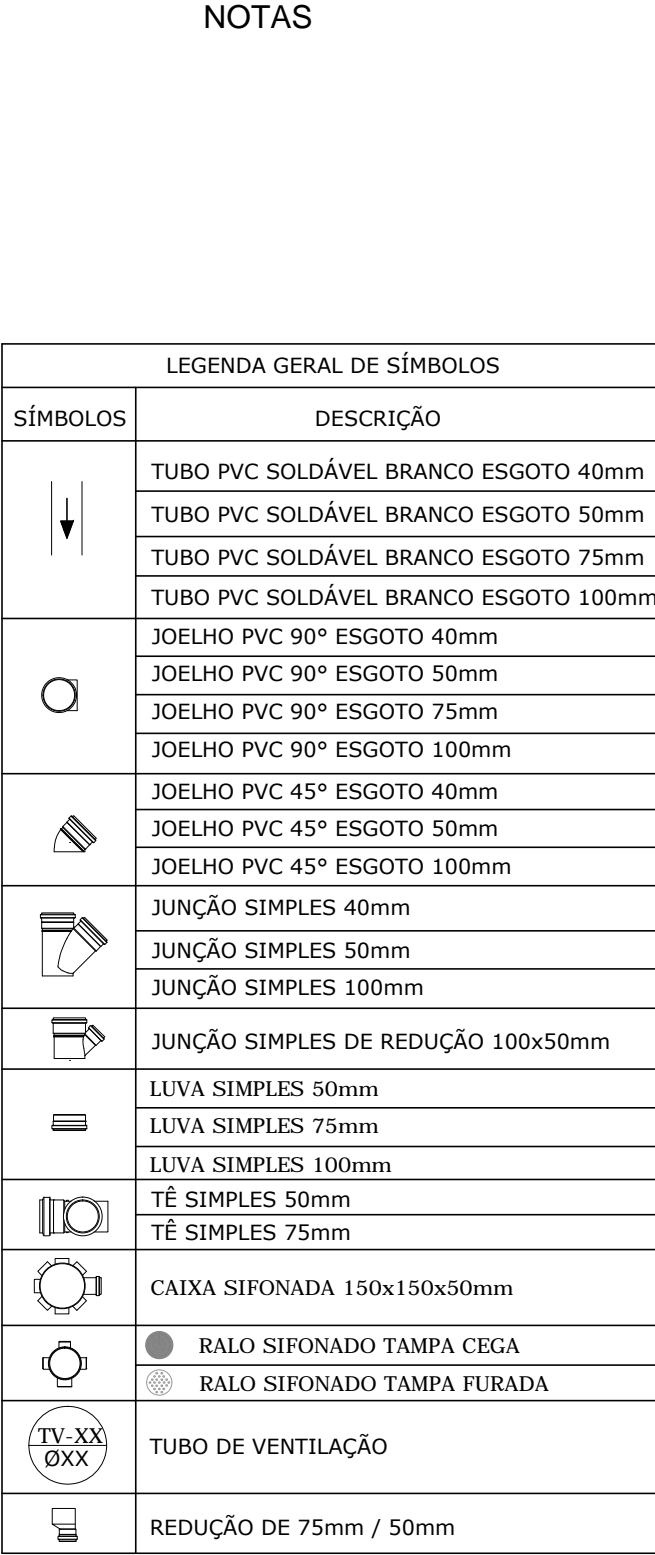 NOTAS
LEGENDA GERAL DE SÍMBOLOS
SÍMBOLOS DESCRIÇÃO
TUBO PVC SOLDÁVEL BRANCO ESGOTO 40mm
TUBO PVC SOLDÁVEL BRANCO ESGOTO 50mm
TUBO PVC SOLDÁVEL BRANCO ESGOTO 75mm
TUBO PVC SOLDÁVEL BRANCO ESGOTO 100mm
JOELHO PVC 90° ESGOTO 40mm
JOELHO PVC 90° ESGOTO 50mm
JOELHO PVC 90° ESGOTO 75mm
JOELHO PVC 90° ESGOTO 100mm
JOELHO PVC 45° ESGOTO 40mm
JOELHO PVC 45° ESGOTO 50mm
JOELHO PVC 45° ESGOTO 100mm
JUNÇÃO SIMPLES 40mm
JUNÇÃO SIMPLES 50mm
JUNÇÃO SIMPLES 100mm
JUNÇÃO SIMPLES DE REDUÇÃO 100x50mm
LUVA SIMPLES 50mm
LUVA SIMPLES 75mm
LUVA SIMPLES 100mm
TÊ SIMPLES 50mm
TÊ SIMPLES 75mm
CAIXA SIFONADA 150x150x50mm
RALO SIFONADO TAMPA CEGA
RALO SIFONADO TAMPA FURADA
TV-XX
ØXX
TUBO DE VENTILAÇÃO
REDUÇÃO DE 75mm / 50mm